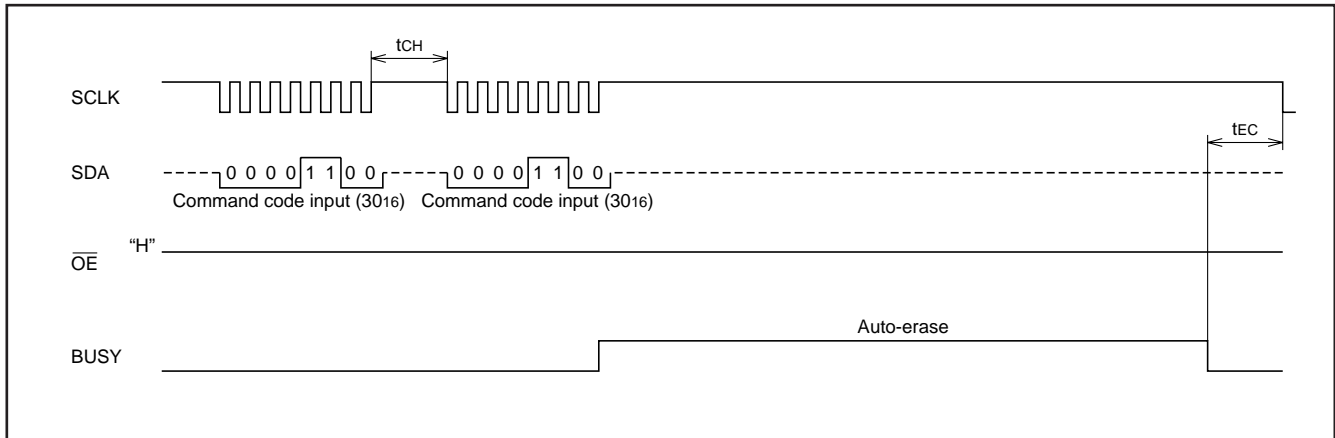 tCH
SCLK
tEC
SDA
0 0 0 0 1 1 0 0
0 0 0 0 1 1 0 0
Command code input (3016)
Command code input (3016)
"H"
OE
Auto-erase
BUSY